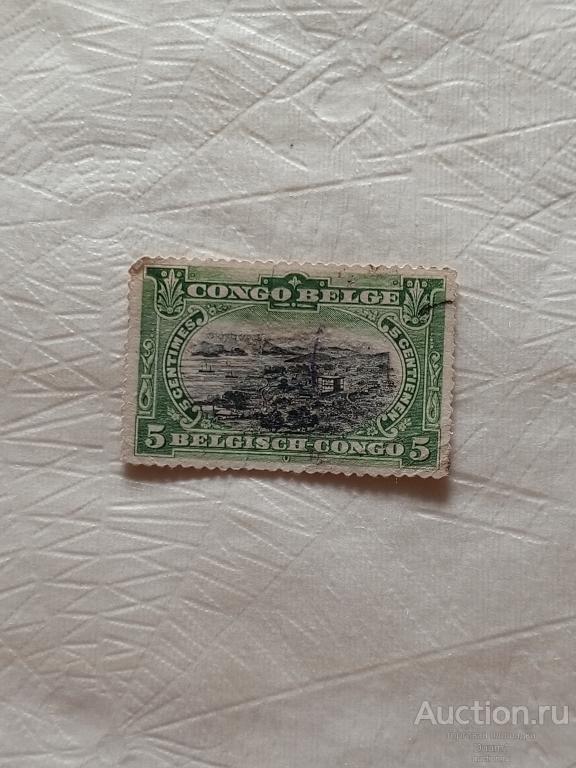 CONGO BELGE
5 CENTIMES
5 CENTIEMEN
5 BELGISCH-CONGO 5
Auction.ru